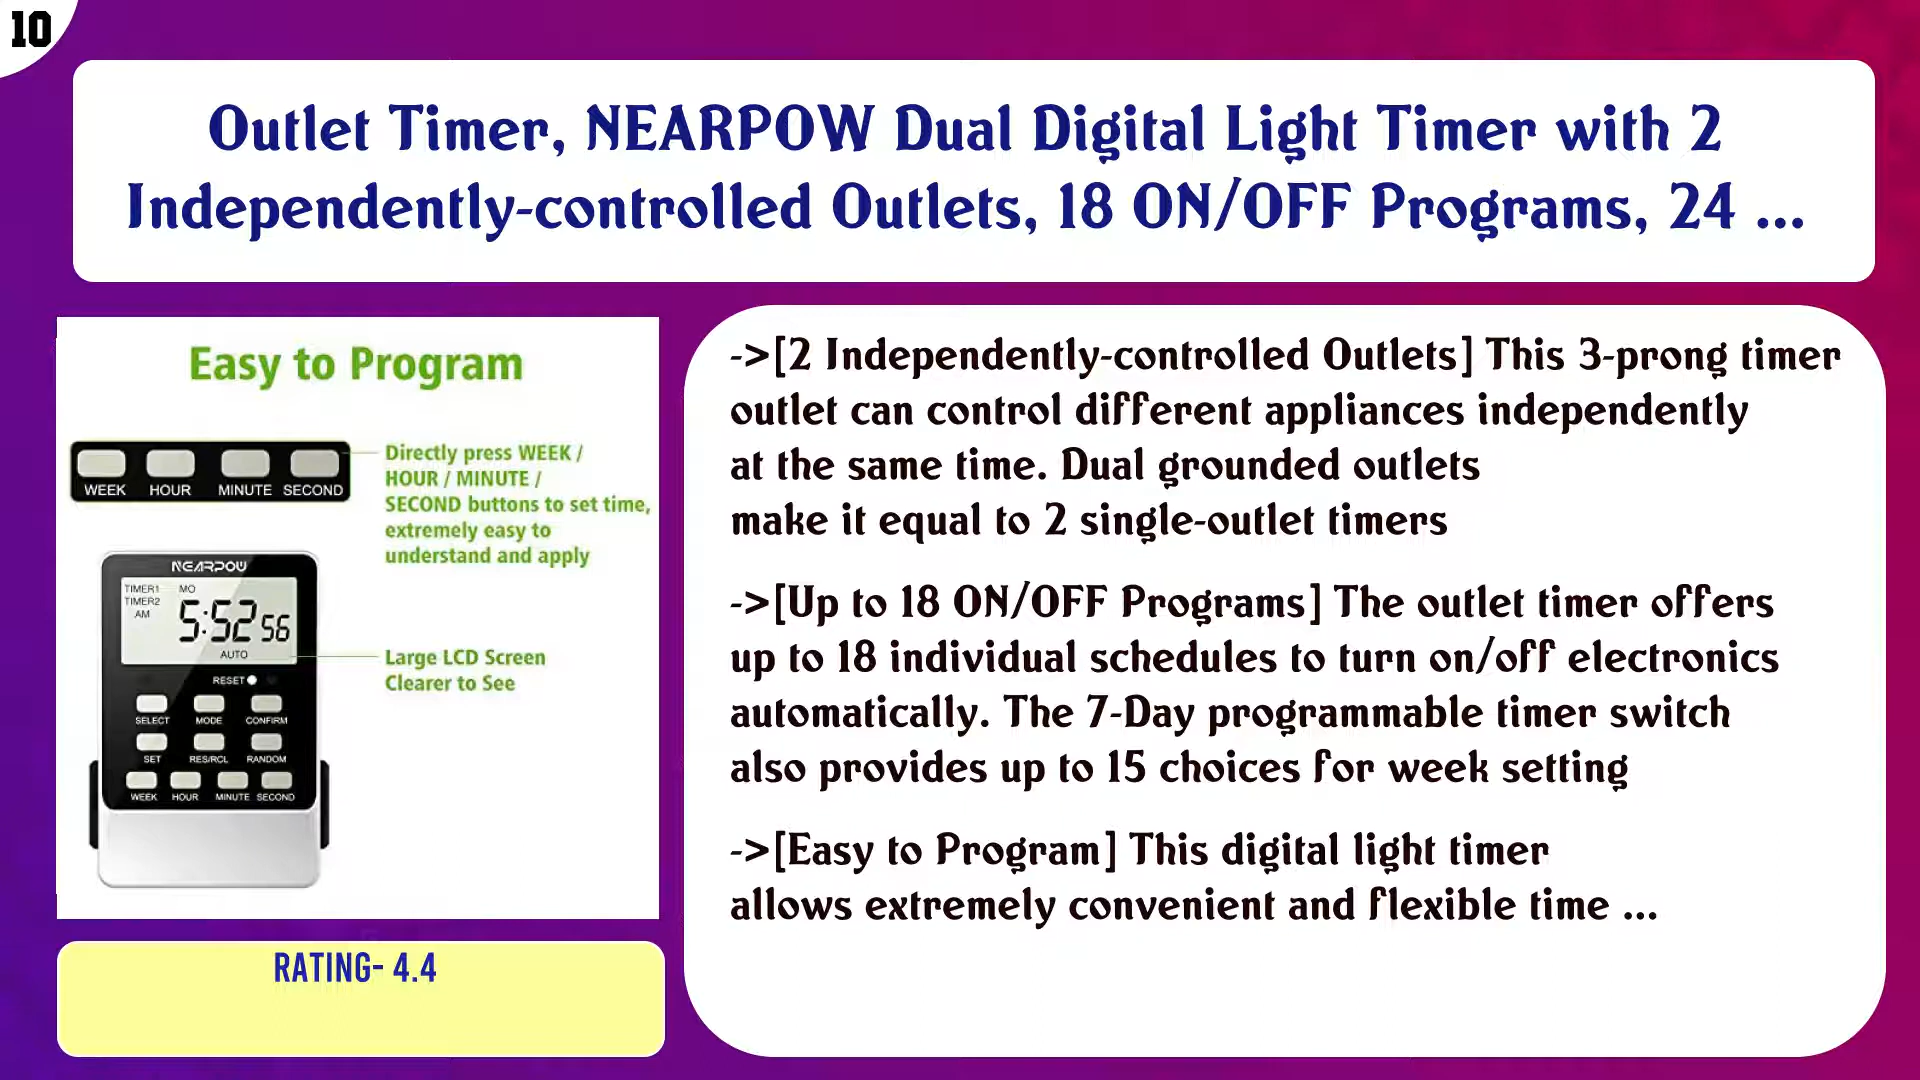 10
Outlet Timer, NEARPOW Dual Digital Light Timer with 2
Independently-controlled Outlets, 18 ON/OFF Programs, 24 ...
Easy to Program
WEEK HOUR MINUTE SECOND
Directly press WEEK /
HOUR / MINUTE /
SECOND buttons to set time,
extremely easy to
understand and apply
NEARPOW
TIMER1 MO
TIMER2
AM
5:52 56
AUTO
Large LCD Screen
Clearer to See
RESET
SELECT MODE CONFIRM
SET RES/RCL RANDOM
WEEK HOUR MINUTE SECOND
RATING- 4.4
->[2 Independently-controlled Outlets] This 3-prong timer
outlet can control different appliances independently
at the same time. Dual grounded outlets
make it equal to 2 single-outlet timers
->[Up to 18 ON/OFF Programs] The outlet timer offers
up to 18 individual schedules to turn on/off electronics
automatically. The 7-Day programmable timer switch
also provides up to 15 choices for week setting
->[Easy to Program] This digital light timer
allows extremely convenient and flexible time ...